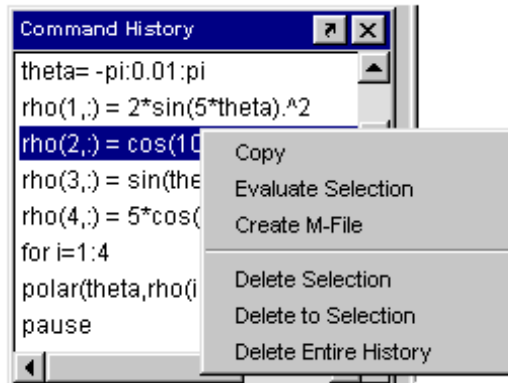 Command History
theta= -pi:0.01:pi
rho(1,:) = 2*sin(5*theta).^2
rho(2,:) = cos(10
rho(3,:) = sin(the
rho(4,:) = 5*cos(
for i=1:4
polar(theta,rho(i
pause
Copy
Evaluate Selection
Create M-File
Delete Selection
Delete to Selection
Delete Entire History